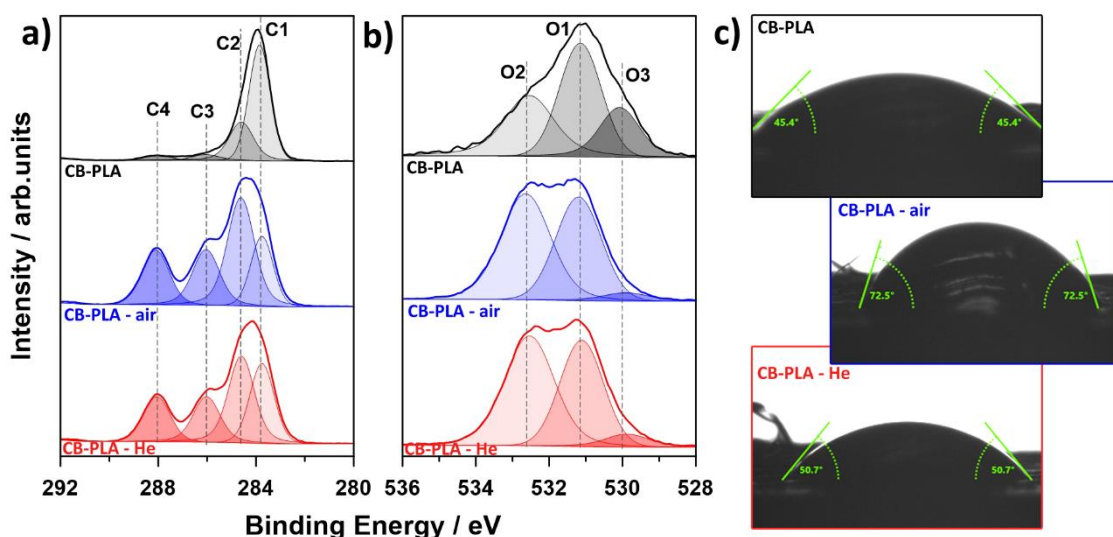 a)
C1
C2
C3
C4
CB-PLA
CB-PLA - air
CB-PLA - He
292 288 284 280
b)
O1
O2
O3
CB-PLA
CB-PLA - air
CB-PLA - He
536 534 532 530 528
Intensity / arb.units
Binding Energy / eV
c)
CB-PLA
45.4° 45.4°
CB-PLA - air
72.5° 72.5°
CB-PLA - He
50.7° 50.7°